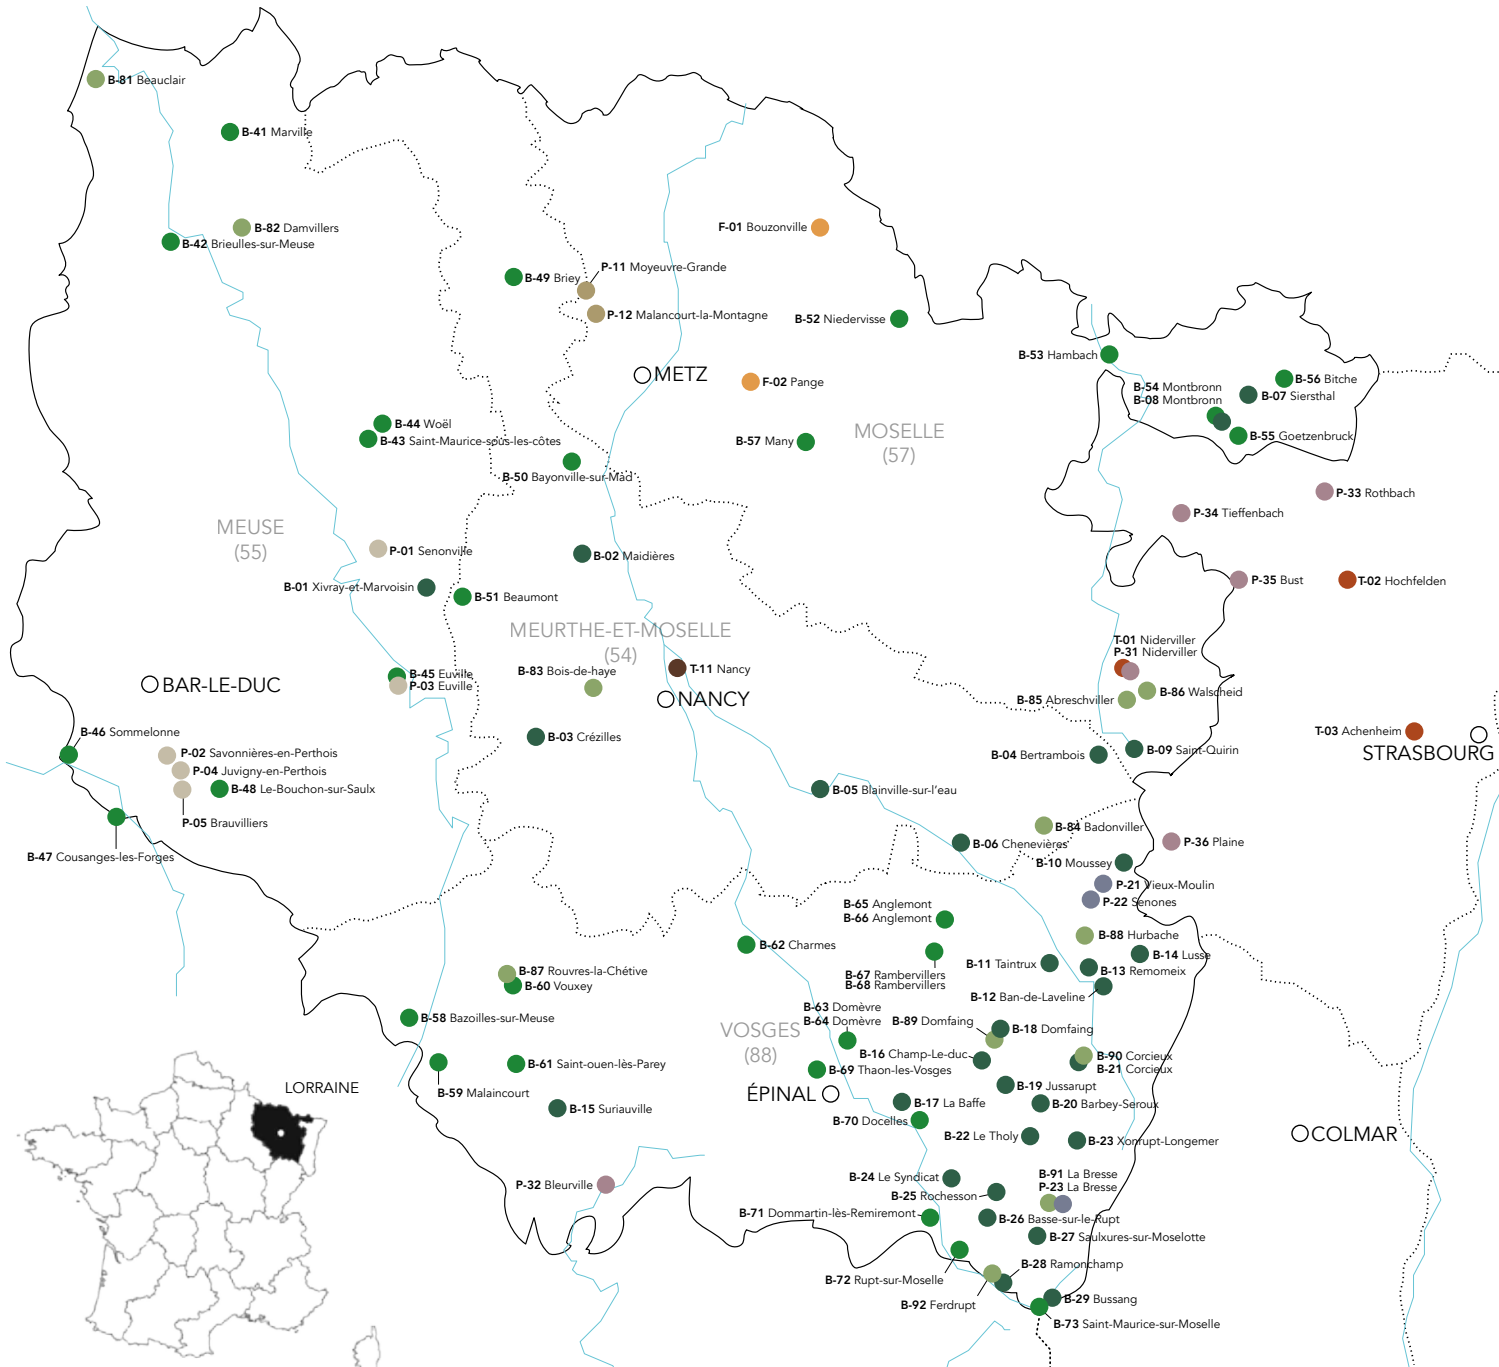 B-81 Beauclair
B-41 Marville
B-82 Damvillers
B-42 Brieulles-sur-Meuse
F-01 Bouzonville
P-11 Moyeuvre-Grande
B-49 Briey
P-12 Malancourt-la-Montagne
B-52 Niedervisse
B-53 Hambach
METZ
F-02 Pange
B-56 Bitche
B-54 Montbronn
B-07 Siersthal
B-08 Montbronn
B-44 Woël
B-43 Saint-Maurice-sous-les-côtes
B-57 Many
MOSELLE
(57)
B-55 Goetzenbruck
B-50 Bayonville-sur-Mad
P-33 Rothbach
P-34 Tieffenbach
MEUSE
(55)
P-01 Senonville
B-02 Maidières
B-01 Xivray-et-Marvoisin
B-51 Beaumont
P-35 Bust
T-02 Hochfelden
MEURTHE-ET-MOSELLE
(54)
T-01 Niderviller
P-31 Niderviller
B-83 Bois-de-haye
T-11 Nancy
B-45 Euville
P-03 Euville
BAR-LE-DUC
NANCY
B-86 Walscheid
B-85 Abreschviller
B-46 Sommelonne
B-03 Crézilles
T-03 Achenheim
STRASBOURG
P-02 Savonnières-en-Perthois
P-04 Juvigny-en-Perthois
B-48 Le-Bouchon-sur-Saulx
P-05 Brauvilliers
B-04 Bertrambois
B-09 Saint-Quirin
B-05 Blainville-sur-l'eau
B-47 Cousanges-les-Forges
B-84 Badonviller
B-06 Chenevières
P-36 Plaine
B-10 Moussey
P-21 Vieux-Moulin
P-22 Senones
B-65 Anglemont
B-66 Anglemont
B-62 Charmes
B-88 Hurbache
B-14 Lusse
B-11 Taintrux
B-13 Remomeix
B-87 Rouvres-la-Chétive
B-60 Vouxey
B-67 Rambervillers
B-68 Rambervillers
B-12 Ban-de-Laveline
B-63 Domèvre
B-64 Domèvre
B-58 Bazoilles-sur-Meuse
VOSGES
(88)
B-89 Domfaing
B-18 Domfaing
B-16 Champ-Le-duc
B-90 Corcieux
B-21 Corcieux
B-61 Saint-ouen-lès-Parey
B-69 Thaon-les-Vosges
LORRAINE
B-59 Malaincourt
ÉPINAL
B-19 Jussarupt
B-17 La Baffe
B-20 Barbey-Seroux
B-15 Suriauville
B-70 Docelles
B-22 Le Tholy
B-23 Xonrupt-Longemer
COLMAR
B-91 La Bresse
P-23 La Bresse
P-32 Bleurville
B-24 Le Syndicat
B-25 Rochesson
B-71 Dommartin-lès-Remiremont
B-26 Basse-sur-le-Rupt
B-27 Saulxures-sur-Moselotte
B-28 Ramonchamp
B-72 Rupt-sur-Moselle
B-92 Ferdrupt
B-29 Bussang
B-73 Saint-Maurice-sur-Moselle